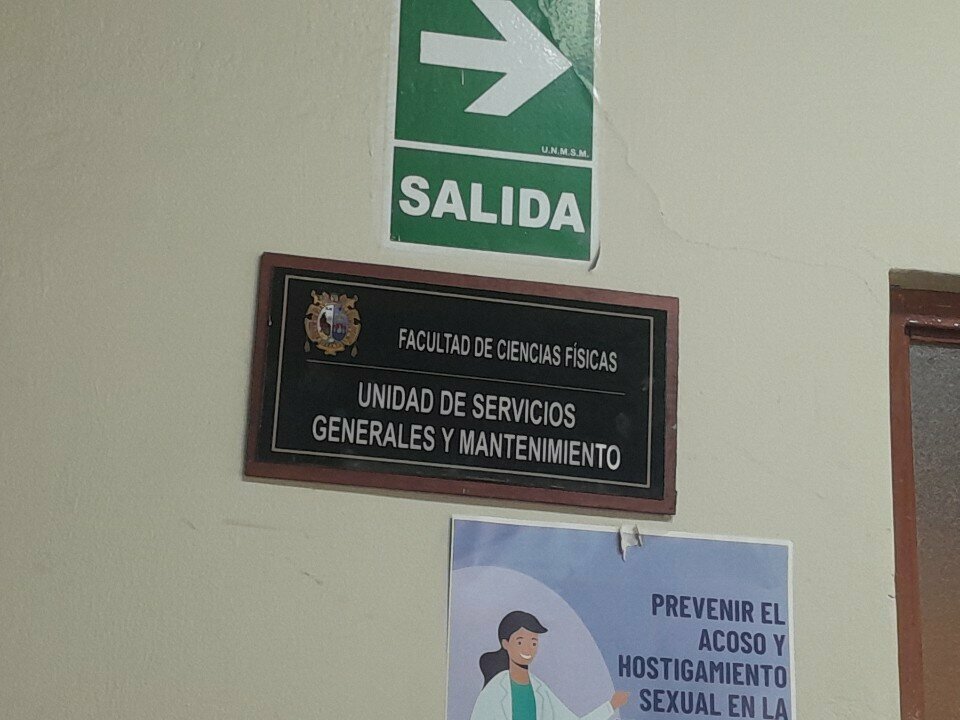 U.N.M.S.M.
SALIDA
FACULTAD DE CIENCIAS FÍSICAS
UNIDAD DE SERVICIOS
GENERALES Y MANTENIMIENTO
PREVENIR EL
ACOSO Y
HOSTIGAMIENTO
SEXUAL EN LA